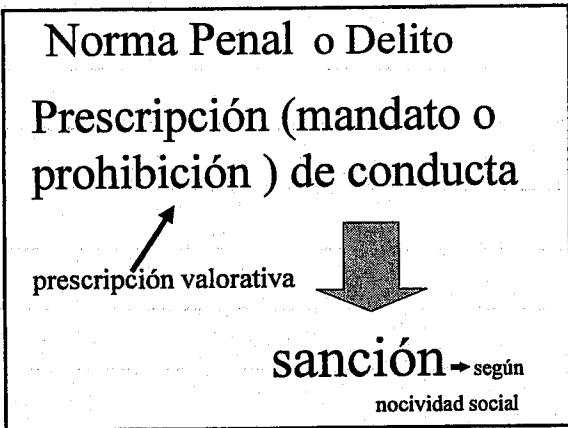 Norma Penal o Delito
Prescripción (mandato o
prohibición ) de conducta
prescripción valorativa
sanción → según
nocividad social